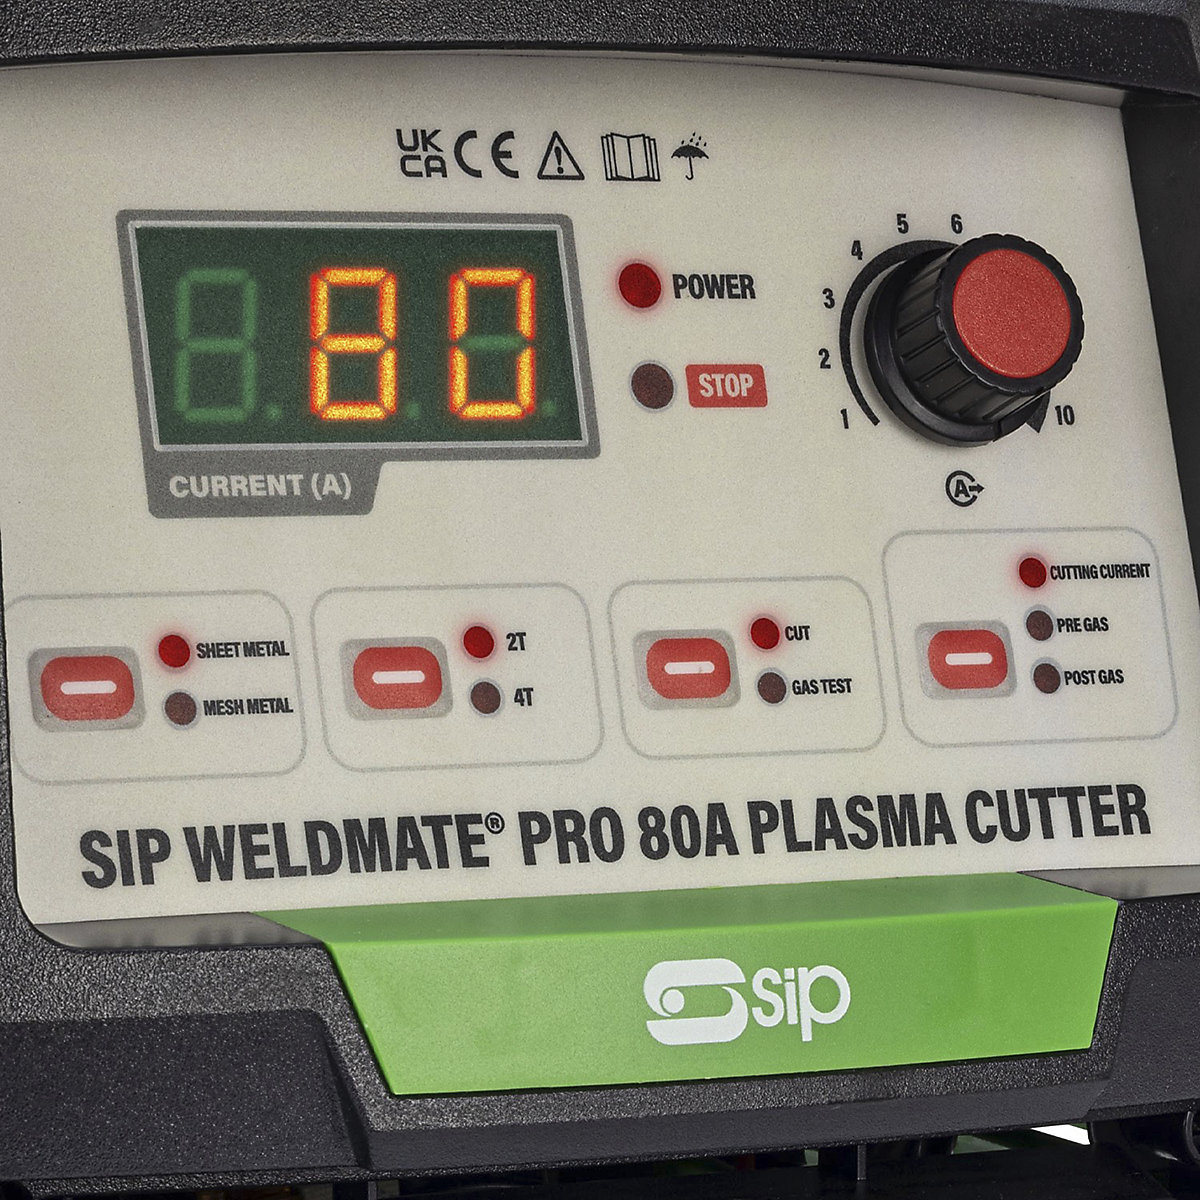 UK CA CE
80
CURRENT (A)
POWER
STOP
1
2
3
4
5
6
10
A
SHEET METAL
MESH METAL
2T
4T
CUT
GAS TEST
CUTTING CURRENT
PRE GAS
POST GAS
SIP WELDMATE® PRO 80A PLASMA CUTTER
sip